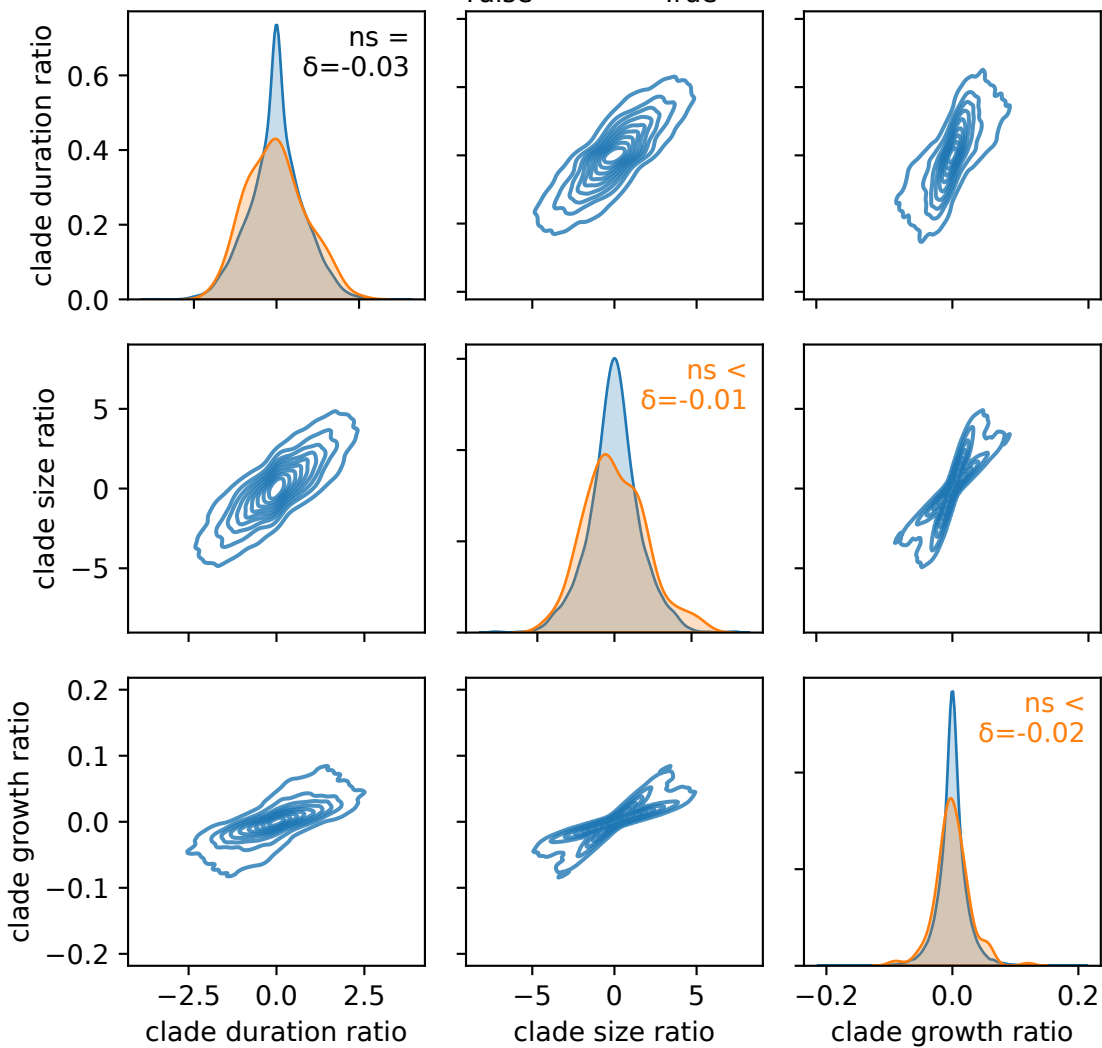 ns =
δ=-0.03
clade duration ratio
0.6
0.4
0.2
0.0
ns <
δ=-0.01
clade size ratio
5
0
−5
ns <
δ=-0.02
clade growth ratio
0.2
0.1
0.0
−0.1
−0.2
−2.5 0.0 2.5 −5 0 5 −0.2 0.0 0.2
clade duration ratio clade size ratio clade growth ratio